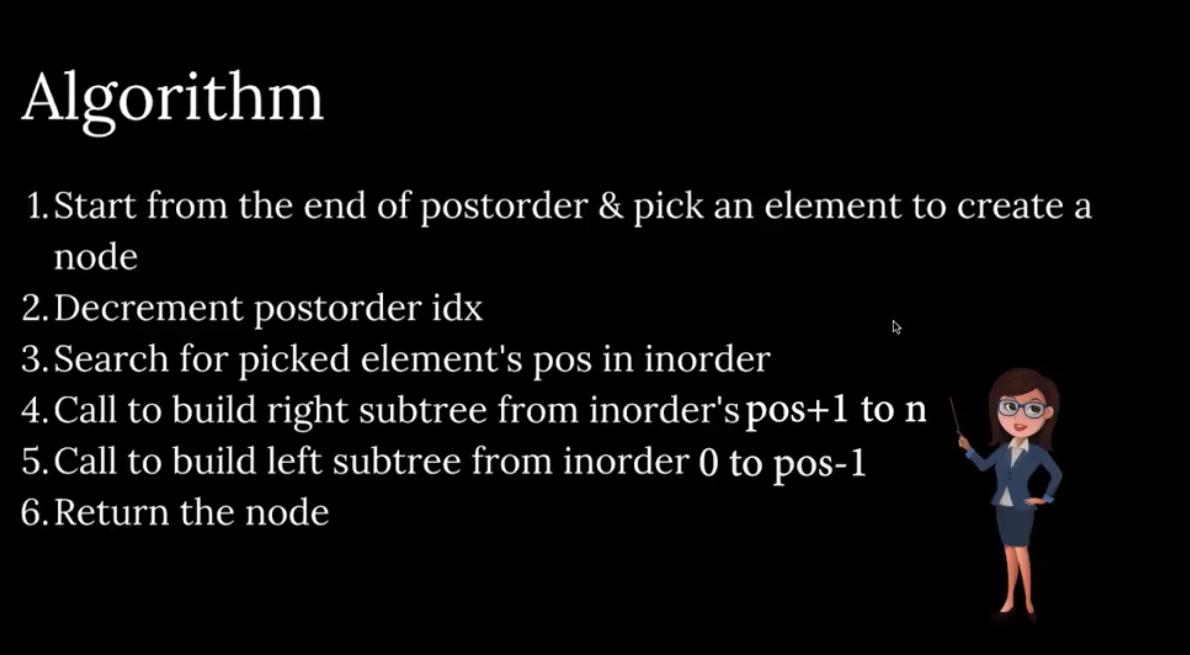 Algorithm
1. Start from the end of postorder & pick an element to create a
node
2. Decrement postorder idx
3. Search for picked element's pos in inorder
4. Call to build right subtree from inorder's pos+1 to n
5. Call to build left subtree from inorder 0 to pos-1
6. Return the node